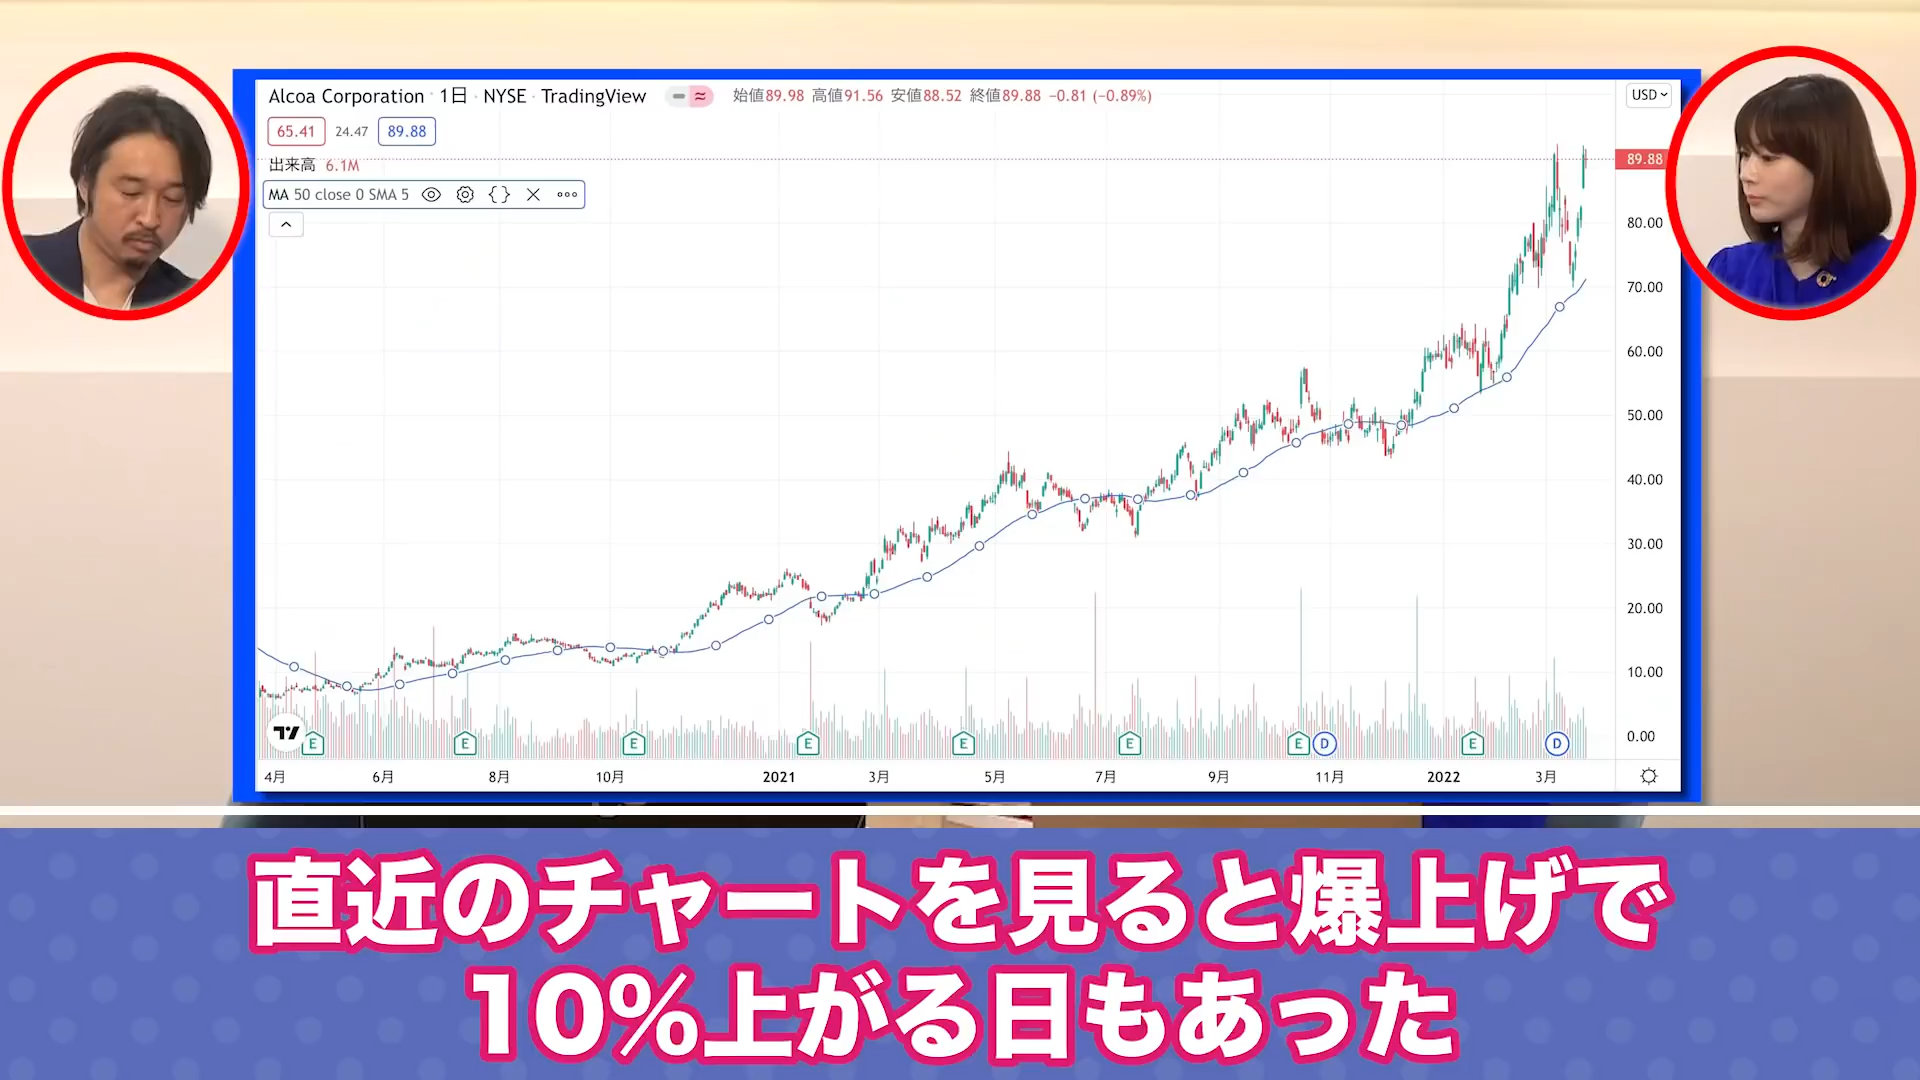 Alcoa Corporation · 1日 · NYSE · TradingView
始値89.98 高値91.56 安値88.52 終値89.88 −0.81 (−0.89%)
USD
65.41 24.47 89.88
出来高 6.1M
MA 50 close 0 SMA 5
89.88
80.00
70.00
60.00
50.00
40.00
30.00
20.00
10.00
0.00
E E E E E E E D E D
4月 6月 8月 10月 2021 3月 5月 7月 9月 11月 2022 3月
直近のチャートを見ると爆上げで
10%上がる日もあった